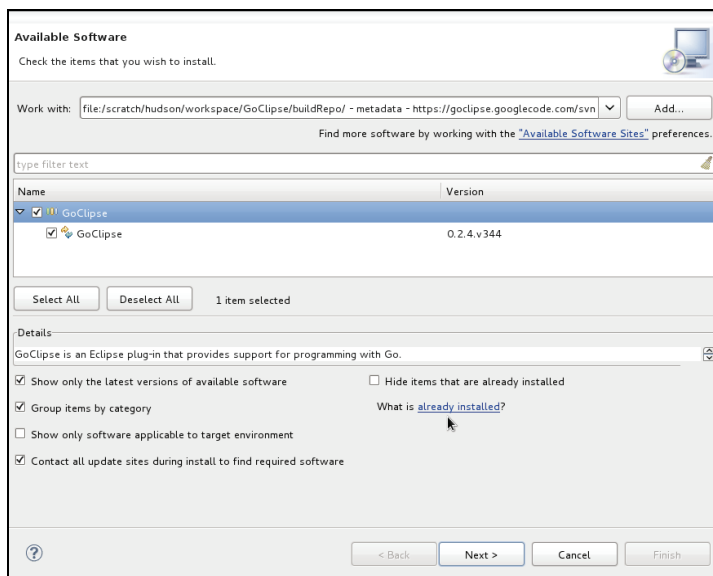 Available Software
Check the items that you wish to install.
Work with: file:/scratch/hudson/workspace/GoClipse/buildRepo/ - metadata - https://goclipse.googlecode.com/svn Add...
Find more software by working with the "Available Software Sites" preferences.
type filter text
Name Version
GoClipse
GoClipse 0.2.4.v344
Select All Deselect All 1 item selected
Details
GoClipse is an Eclipse plug-in that provides support for programming with Go.
Show only the latest versions of available software Hide items that are already installed
Group items by category What is already installed?
Show only software applicable to target environment
Contact all update sites during install to find required software
? < Back Next > Cancel Finish